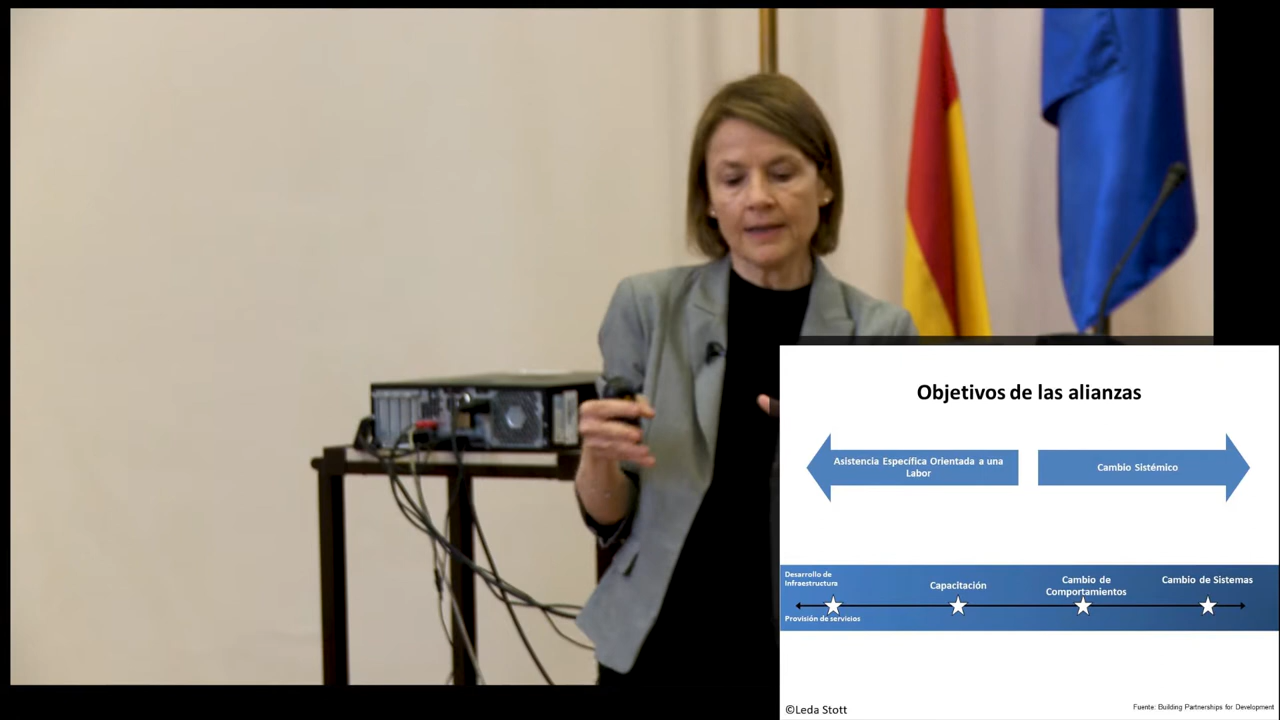 Objetivos de las alianzas
Asistencia Específica Orientada a una
Labor
Cambio Sistémico
Desarrollo de
Infraestructura
Capacitación
Cambio de
Comportamientos
Cambio de Sistemas
Provisión de servicios
©Leda Stott
Fuente: Building Partnerships for Development